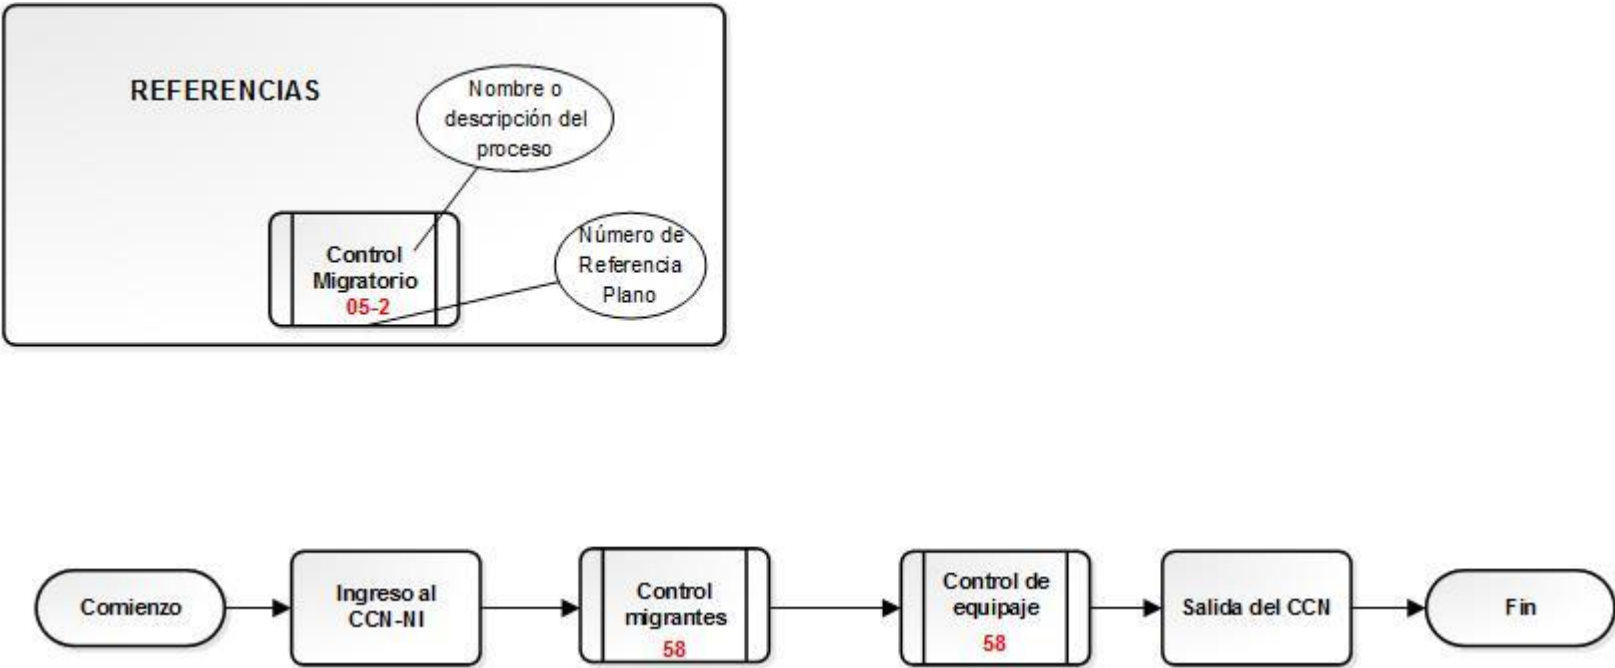 REFERENCIAS
Nombre o
descripción del
proceso
Control
Migratorio
05-2
Número de
Referencia
Plano
Comienzo
Ingreso al
CCN-NI
Control
migrantes
58
Control de
equipaje
58
Salida del CCN
Fin